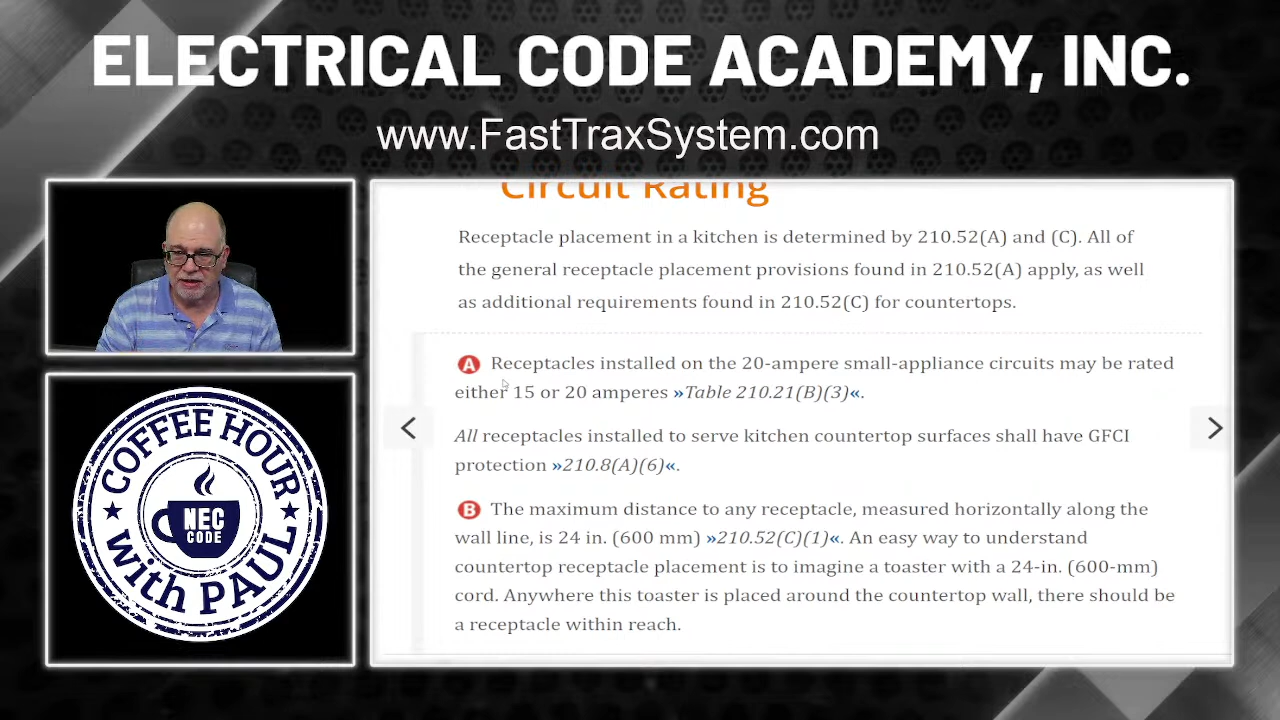 ELECTRICAL CODE ACADEMY, INC.
www.FastTraxSystem.com
Circuit Rating
Receptacle placement in a kitchen is determined by 210.52(A) and (C). All of
the general receptacle placement provisions found in 210.52(A) apply, as well
as additional requirements found in 210.52(C) for countertops.
A Receptacles installed on the 20-ampere small-appliance circuits may be rated
either 15 or 20 amperes »Table 210.21(B)(3)«.
All receptacles installed to serve kitchen countertop surfaces shall have GFCI
protection »210.8(A)(6)«.
B The maximum distance to any receptacle, measured horizontally along the
wall line, is 24 in. (600 mm) »210.52(C)(1)«. An easy way to understand
countertop receptacle placement is to imagine a toaster with a 24-in. (600-mm)
cord. Anywhere this toaster is placed around the countertop wall, there should be
a receptacle within reach.
COFFEE HOUR
NEC
CODE
with PAUL